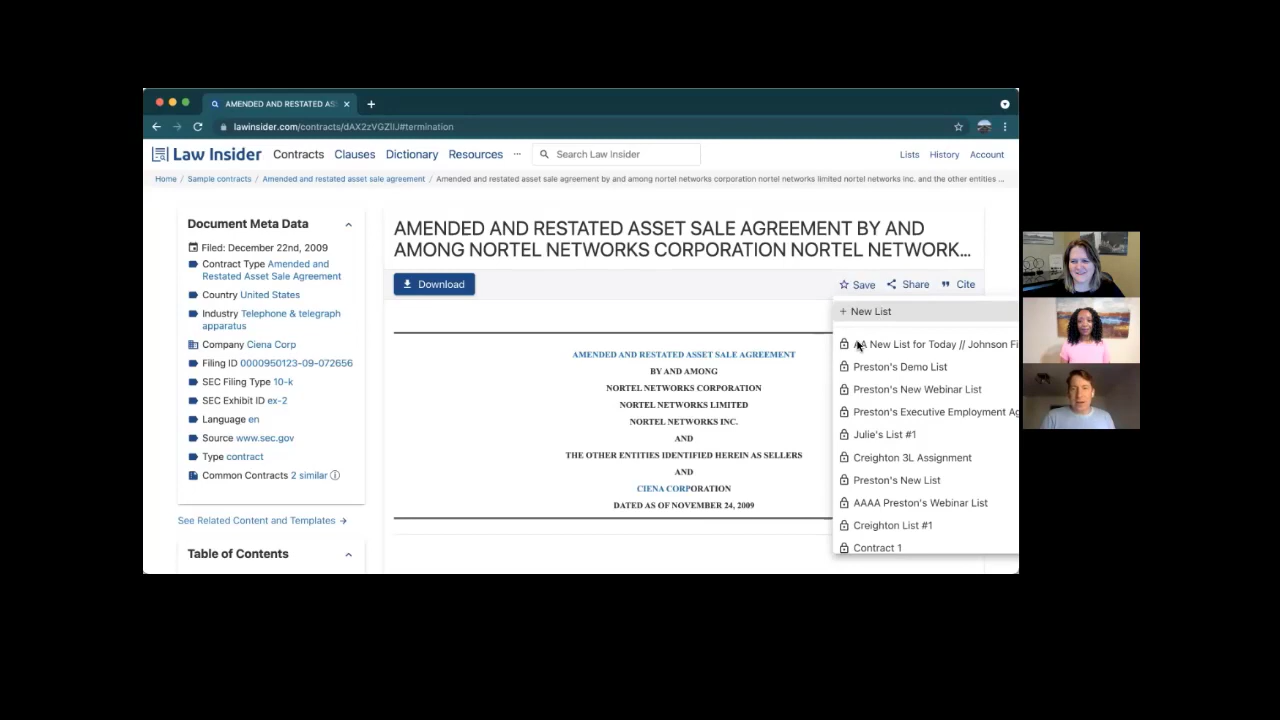 AMENDED AND RESTATED AS
lawinsider.com/contracts/dAX2zVGZlIJ#termination
Law Insider Contracts Clauses Dictionary Resources ··· Search Law Insider Lists History Account
Home / Sample contracts / Amended and restated asset sale agreement / Amended and restated asset sale agreement by and among nortel networks corporation nortel networks limited nortel networks inc. and the other entities ...
Document Meta Data
Filed: December 22nd, 2009
Contract Type Amended and
Restated Asset Sale Agreement
Country United States
Industry Telephone & telegraph
apparatus
Company Ciena Corp
Filing ID 0000950123-09-072656
SEC Filing Type 10-k
SEC Exhibit ID ex-2
Language en
Source www.sec.gov
Type contract
Common Contracts 2 similar
See Related Content and Templates →
Table of Contents
AMENDED AND RESTATED ASSET SALE AGREEMENT BY AND
AMONG NORTEL NETWORKS CORPORATION NORTEL NETWORK...
Download
Save Share Cite
AMENDED AND RESTATED ASSET SALE AGREEMENT
BY AND AMONG
NORTEL NETWORKS CORPORATION
NORTEL NETWORKS LIMITED
NORTEL NETWORKS INC.
AND
THE OTHER ENTITIES IDENTIFIED HEREIN AS SELLERS
AND
CIENA CORPORATION
DATED AS OF NOVEMBER 24, 2009
+ New List
New List for Today // Johnson Fi
Preston's Demo List
Preston's New Webinar List
Preston's Executive Employment Ag
Julie's List #1
Creighton 3L Assignment
Preston's New List
AAAA Preston's Webinar List
Creighton List #1
Contract 1